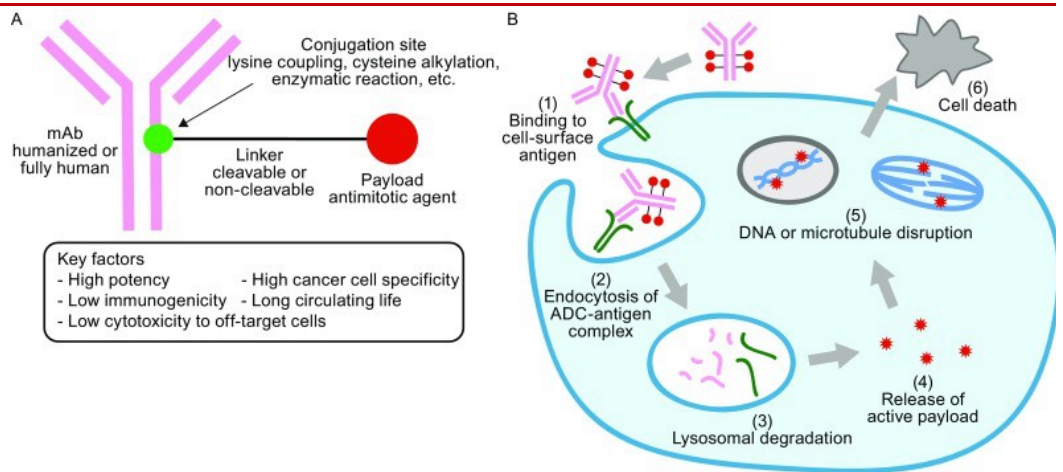 A
Conjugation site
lysine coupling, cysteine alkylation,
enzymatic reaction, etc.
mAb
humanized or
fully human
Linker
cleavable or
non-cleavable
Payload
antimitotic agent
Key factors
- High potency
- High cancer cell specificity
- Low immunogenicity
- Long circulating life
- Low cytotoxicity to off-target cells
B
(1)
Binding to
cell-surface
antigen
(2)
Endocytosis of
ADC-antigen
complex
(3)
Lysosomal degradation
(4)
Release of
active payload
(5)
DNA or microtubule disruption
(6)
Cell death